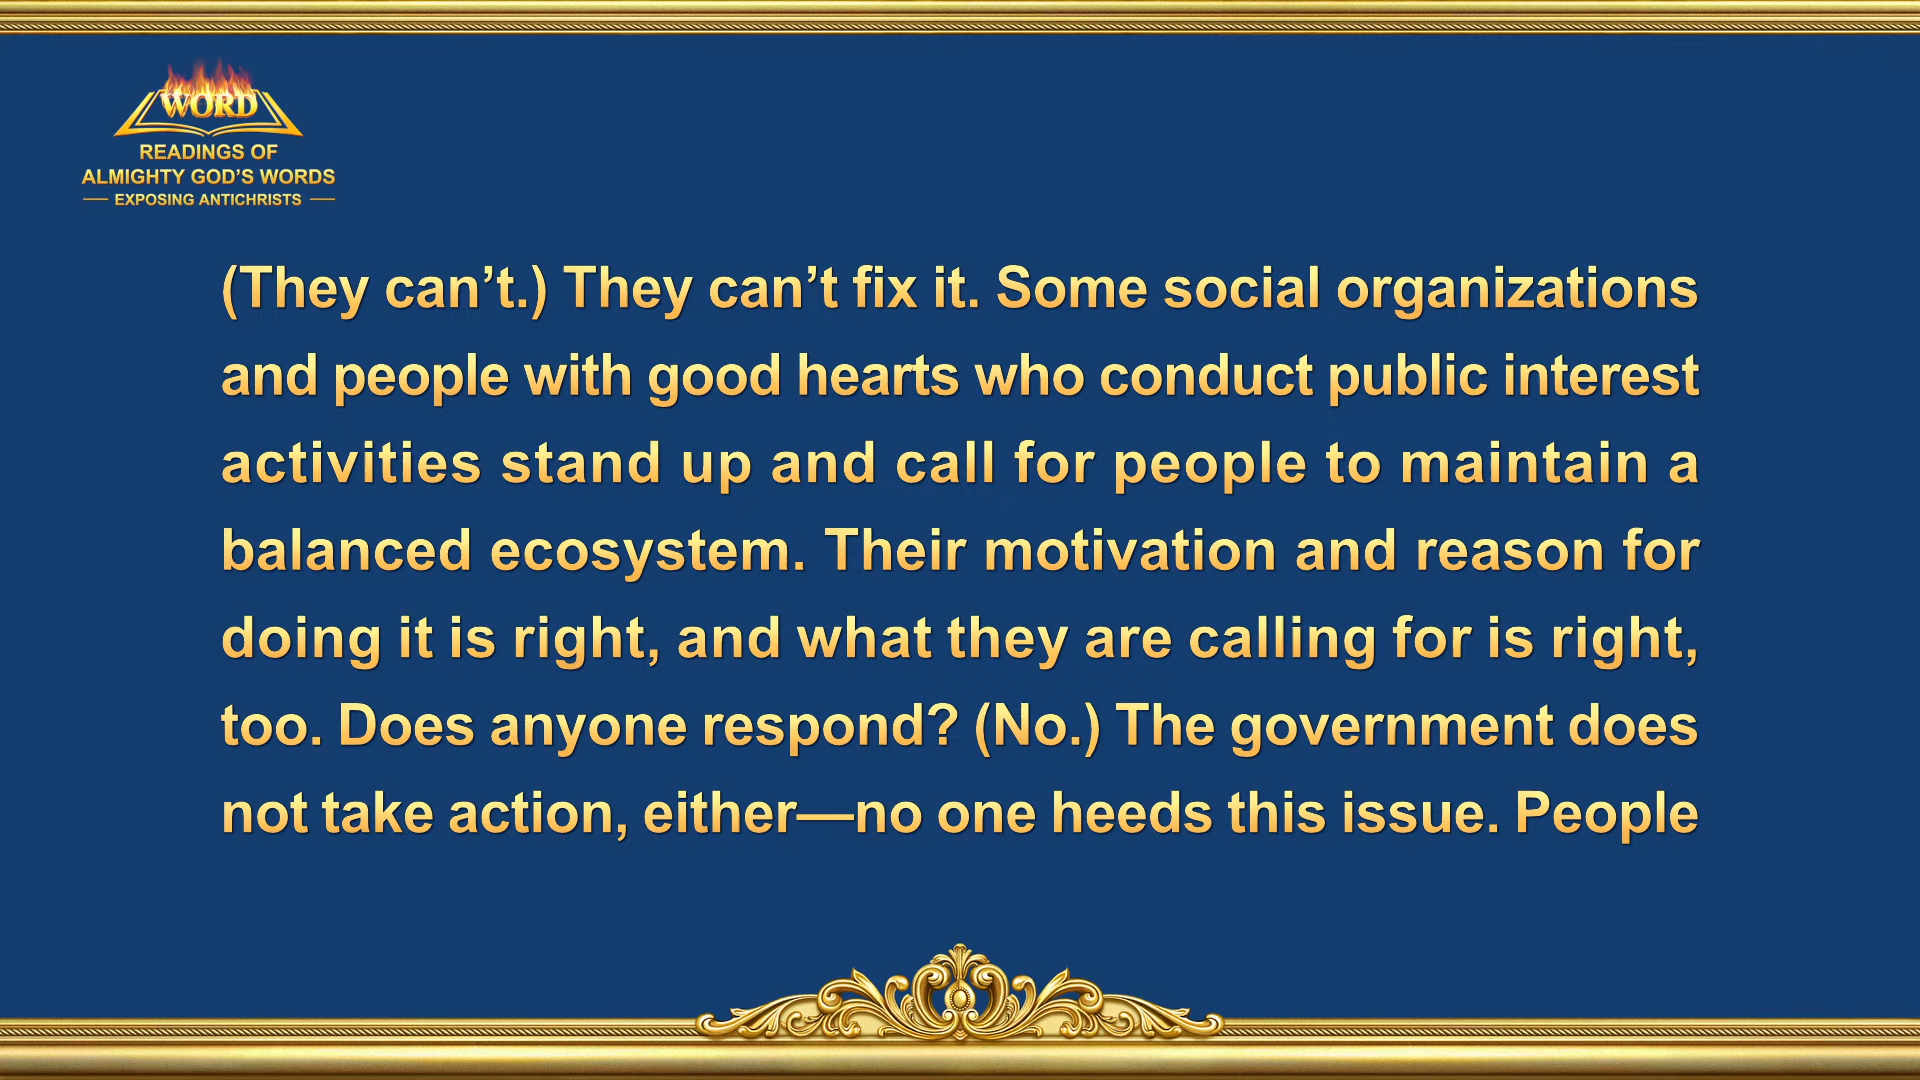 WORD
READINGS OF
ALMIGHTY GOD’S WORDS
EXPOSING ANTICHRISTS
(They can’t.) They can’t fix it. Some social organizations
and people with good hearts who conduct public interest
activities stand up and call for people to maintain a
balanced ecosystem. Their motivation and reason for
doing it is right, and what they are calling for is right,
too. Does anyone respond? (No.) The government does
not take action, either—no one heeds this issue. People